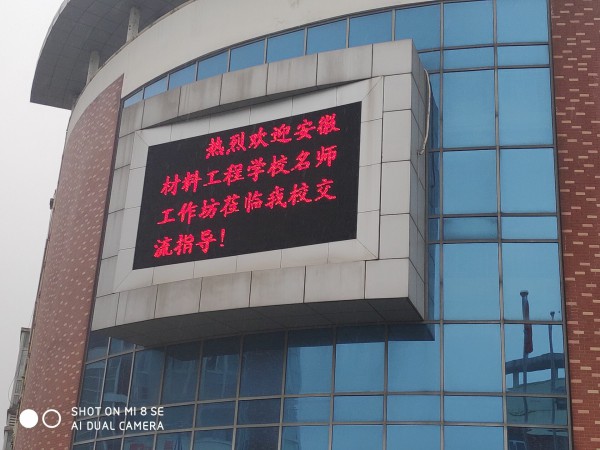 热烈欢迎安徽
材料工程学校名师
工作坊莅临我校交
流指导!
SHOT ON MI 8 SE
AI DUAL CAMERA